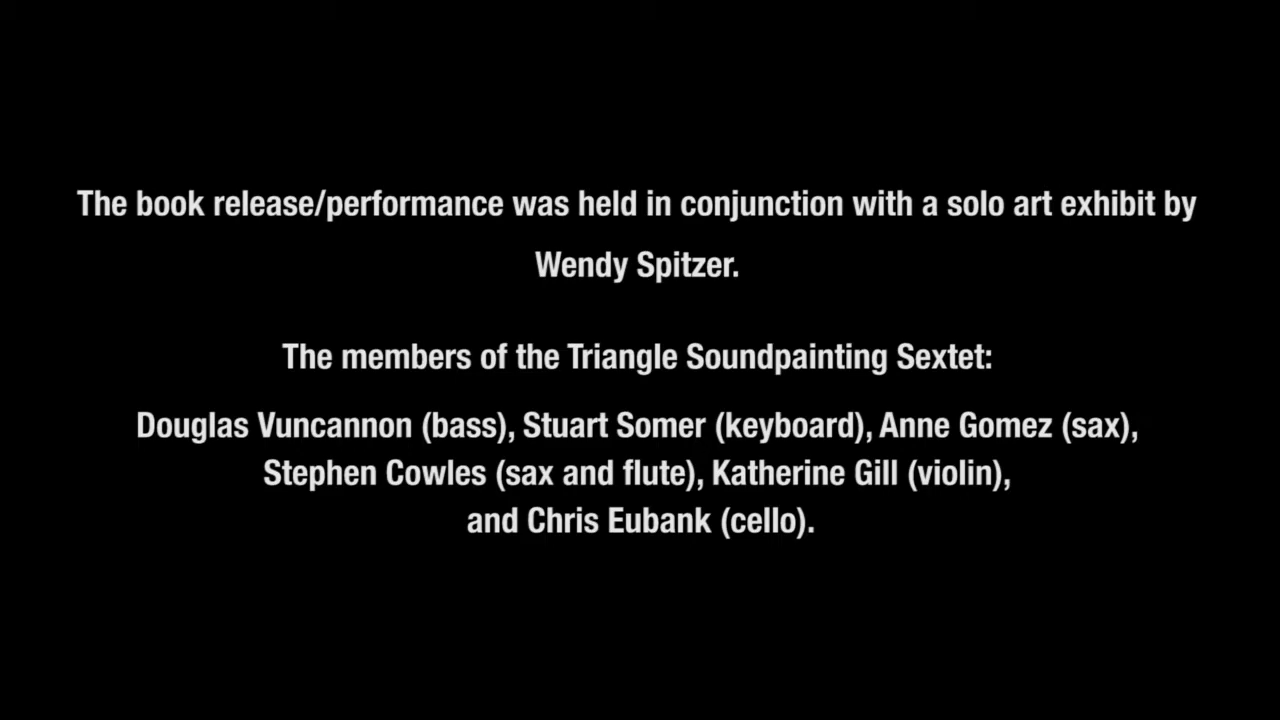 The book release/performance was held in conjunction with a solo art exhibit by
Wendy Spitzer.
The members of the Triangle Soundpainting Sextet:
Douglas Vuncannon (bass), Stuart Somer (keyboard), Anne Gomez (sax),
Stephen Cowles (sax and flute), Katherine Gill (violin),
and Chris Eubank (cello).